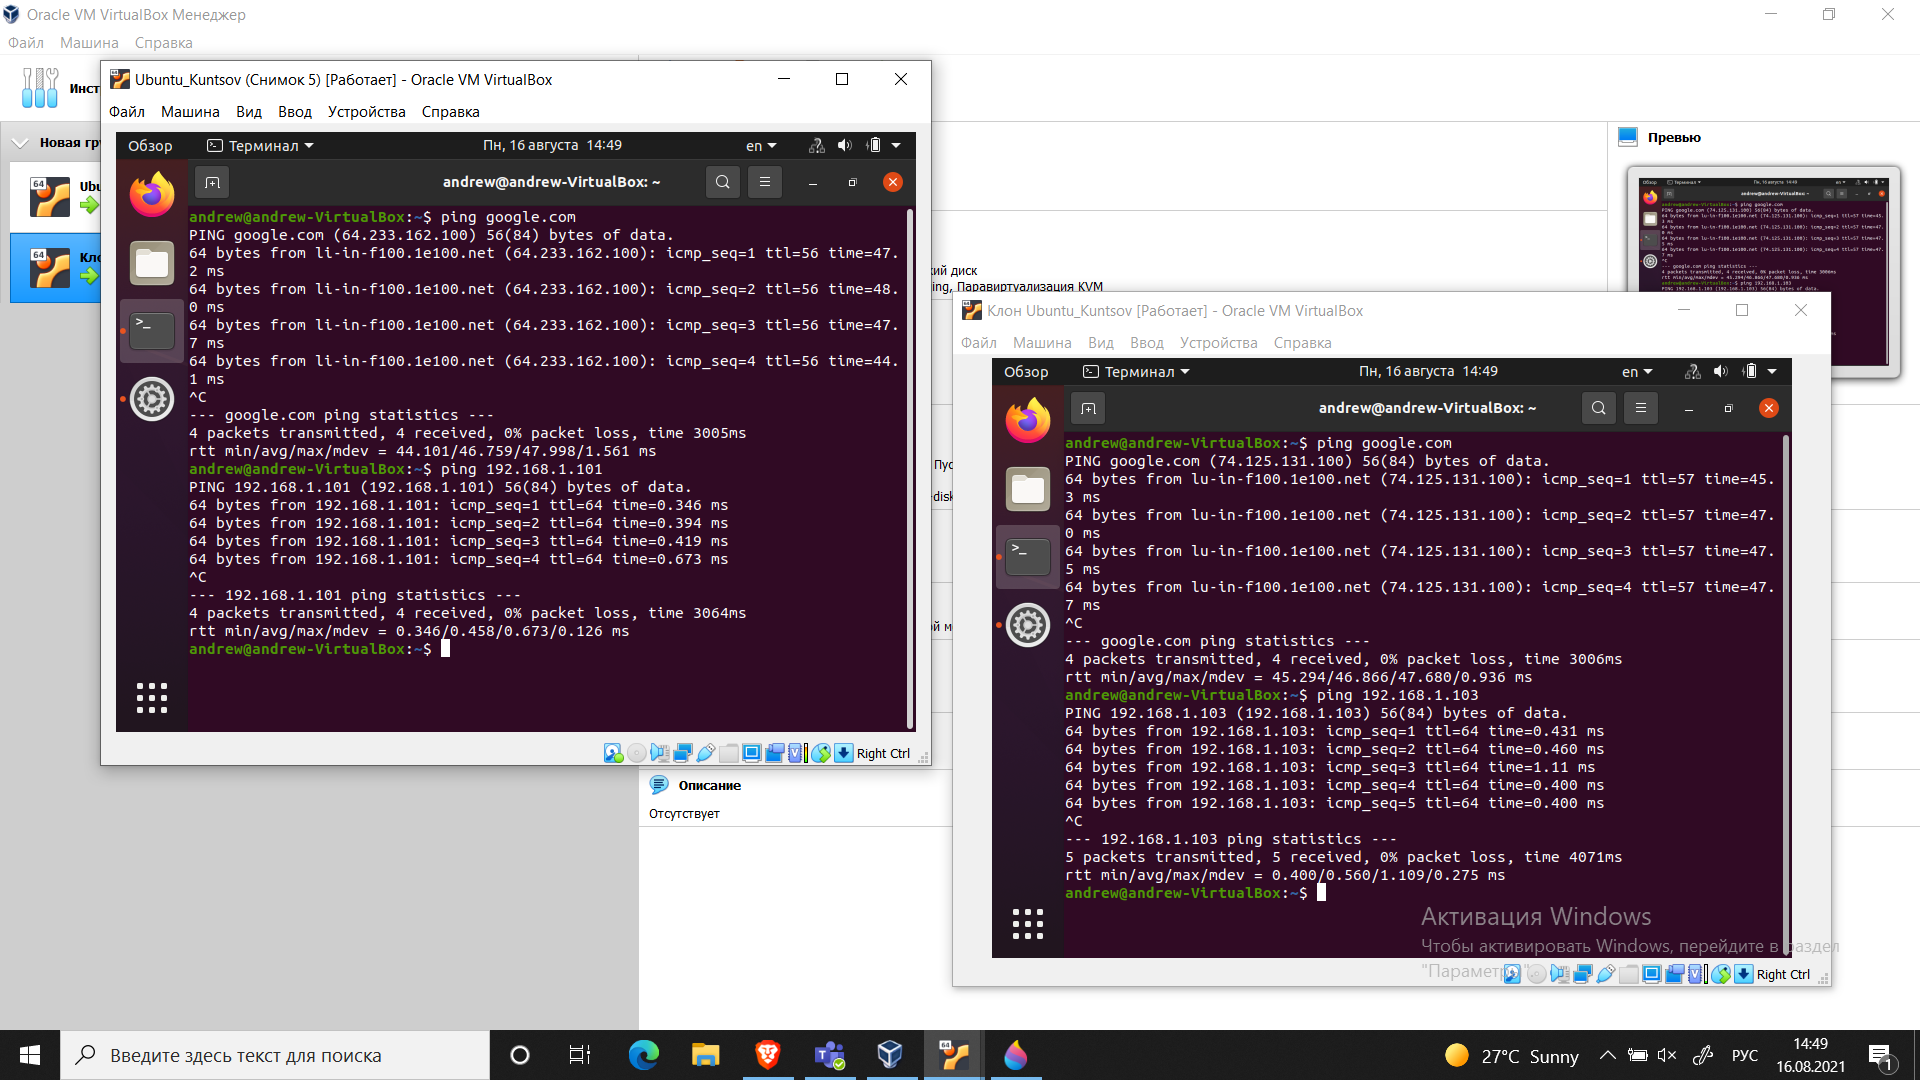 Oracle VM VirtualBox Менеджер
Файл Машина Справка
Инст
Новая гру
64
Ubu
64
Кло
Ubuntu_Kuntsov (Снимок 5) [Работает] - Oracle VM VirtualBox
Файл Машина Вид Ввод Устройства Справка
Обзор Терминал Пн, 16 августа 14:49 en
andrew@andrew-VirtualBox: ~
andrew@andrew-VirtualBox:~$ ping google.com
PING google.com (64.233.162.100) 56(84) bytes of data.
64 bytes from li-in-f100.1e100.net (64.233.162.100): icmp_seq=1 ttl=56 time=47.
2 ms
64 bytes from li-in-f100.1e100.net (64.233.162.100): icmp_seq=2 ttl=56 time=48.
0 ms
64 bytes from li-in-f100.1e100.net (64.233.162.100): icmp_seq=3 ttl=56 time=47.
7 ms
64 bytes from li-in-f100.1e100.net (64.233.162.100): icmp_seq=4 ttl=56 time=44.
1 ms
^C
--- google.com ping statistics ---
4 packets transmitted, 4 received, 0% packet loss, time 3005ms
rtt min/avg/max/mdev = 44.101/46.759/47.998/1.561 ms
andrew@andrew-VirtualBox:~$ ping 192.168.1.101
PING 192.168.1.101 (192.168.1.101) 56(84) bytes of data.
64 bytes from 192.168.1.101: icmp_seq=1 ttl=64 time=0.346 ms
64 bytes from 192.168.1.101: icmp_seq=2 ttl=64 time=0.394 ms
64 bytes from 192.168.1.101: icmp_seq=3 ttl=64 time=0.419 ms
64 bytes from 192.168.1.101: icmp_seq=4 ttl=64 time=0.673 ms
^C
--- 192.168.1.101 ping statistics ---
4 packets transmitted, 4 received, 0% packet loss, time 3064ms
rtt min/avg/max/mdev = 0.346/0.458/0.673/0.126 ms
andrew@andrew-VirtualBox:~$
Right Ctrl
Превью
кий диск
ing, Паравиртуализация KVM
Пус
-disk
ой м
Описание
Отсутствует
Клон Ubuntu_Kuntsov [Работает] - Oracle VM VirtualBox
Файл Машина Вид Ввод Устройства Справка
Обзор Терминал Пн, 16 августа 14:49 en
andrew@andrew-VirtualBox: ~
andrew@andrew-VirtualBox:~$ ping google.com
PING google.com (74.125.131.100) 56(84) bytes of data.
64 bytes from lu-in-f100.1e100.net (74.125.131.100): icmp_seq=1 ttl=57 time=45.
3 ms
64 bytes from lu-in-f100.1e100.net (74.125.131.100): icmp_seq=2 ttl=57 time=47.
0 ms
64 bytes from lu-in-f100.1e100.net (74.125.131.100): icmp_seq=3 ttl=57 time=47.
5 ms
64 bytes from lu-in-f100.1e100.net (74.125.131.100): icmp_seq=4 ttl=57 time=47.
7 ms
^C
--- google.com ping statistics ---
4 packets transmitted, 4 received, 0% packet loss, time 3006ms
rtt min/avg/max/mdev = 45.294/46.866/47.680/0.936 ms
andrew@andrew-VirtualBox:~$ ping 192.168.1.103
PING 192.168.1.103 (192.168.1.103) 56(84) bytes of data.
64 bytes from 192.168.1.103: icmp_seq=1 ttl=64 time=0.431 ms
64 bytes from 192.168.1.103: icmp_seq=2 ttl=64 time=0.460 ms
64 bytes from 192.168.1.103: icmp_seq=3 ttl=64 time=1.11 ms
64 bytes from 192.168.1.103: icmp_seq=4 ttl=64 time=0.400 ms
64 bytes from 192.168.1.103: icmp_seq=5 ttl=64 time=0.400 ms
^C
--- 192.168.1.103 ping statistics ---
5 packets transmitted, 5 received, 0% packet loss, time 4071ms
rtt min/avg/max/mdev = 0.400/0.560/1.109/0.275 ms
andrew@andrew-VirtualBox:~$
Активация Windows
Чтобы активировать Windows, перейдите в раздел
"Параметры"
Right Ctrl
Введите здесь текст для поиска
27°C Sunny
РУС
14:49
16.08.2021
1